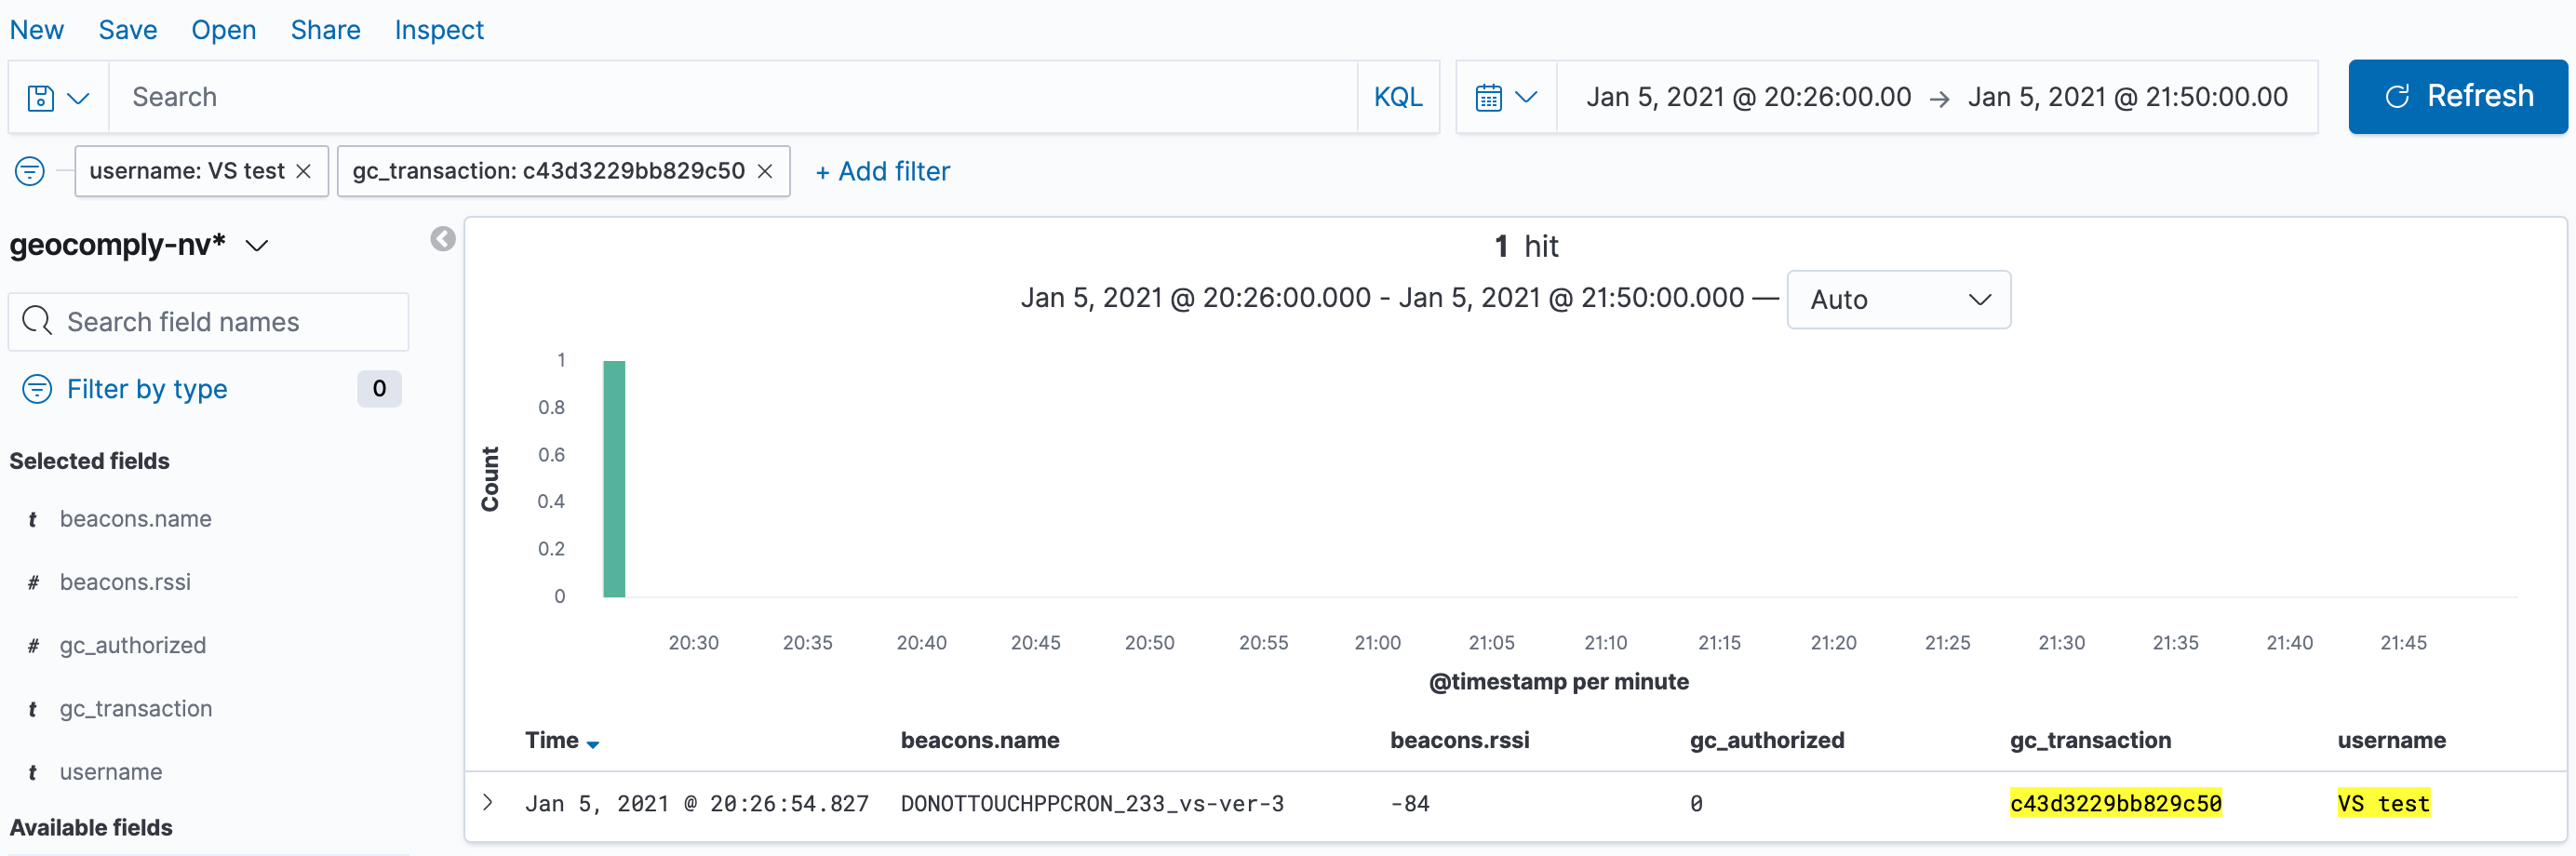 New Save Open Share Inspect
Search KQL Jan 5, 2021 @ 20:26:00.00 → Jan 5, 2021 @ 21:50:00.00 Refresh
username: VS test × gc_transaction: c43d3229bb829c50 × + Add filter
geocomply-nv*
Search field names
Filter by type 0
Selected fields
t beacons.name
# beacons.rssi
# gc_authorized
t gc_transaction
t username
Available fields
1 hit
Jan 5, 2021 @ 20:26:00.000 - Jan 5, 2021 @ 21:50:00.000 — Auto
Count
1
0.8
0.6
0.4
0.2
0
20:30 20:35 20:40 20:45 20:50 20:55 21:00 21:05 21:10 21:15 21:20 21:25 21:30 21:35 21:40 21:45
@timestamp per minute
Time beacons.name beacons.rssi gc_authorized gc_transaction username
Jan 5, 2021 @ 20:26:54.827 DONOTTOUCHPPCRON_233_vs-ver-3 -84 0 c43d3229bb829c50 VS test